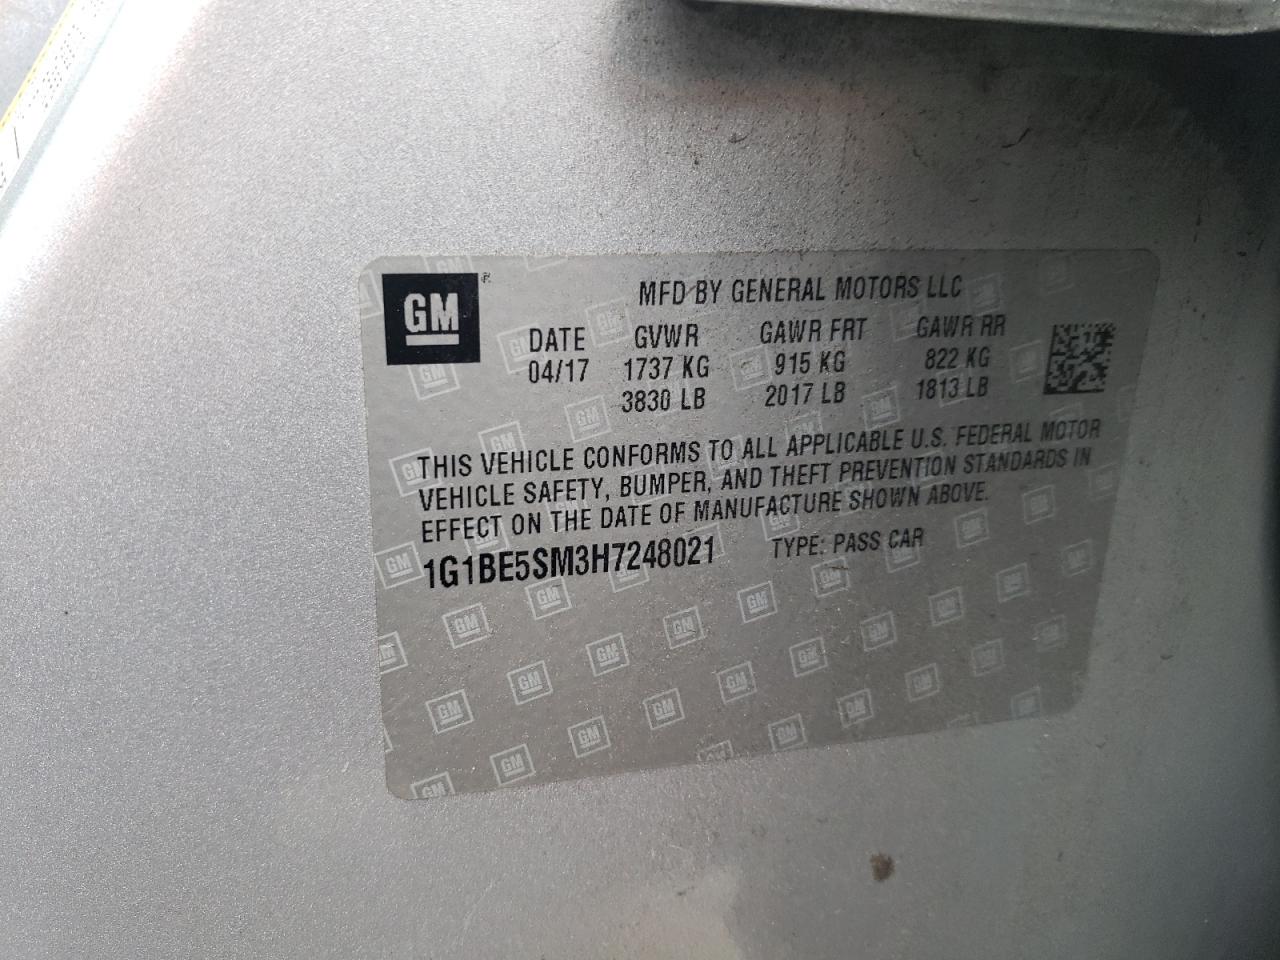 GM
MFD BY GENERAL MOTORS LLC
DATE GVWR GAWR FRT GAWR RR
04/17 1737 KG 915 KG 822 KG
3830 LB 2017 LB 1813 LB
THIS VEHICLE CONFORMS TO ALL APPLICABLE U.S. FEDERAL MOTOR
VEHICLE SAFETY, BUMPER, AND THEFT PREVENTION STANDARDS IN
EFFECT ON THE DATE OF MANUFACTURE SHOWN ABOVE.
1G1BE5SM3H7248021 TYPE: PASS CAR